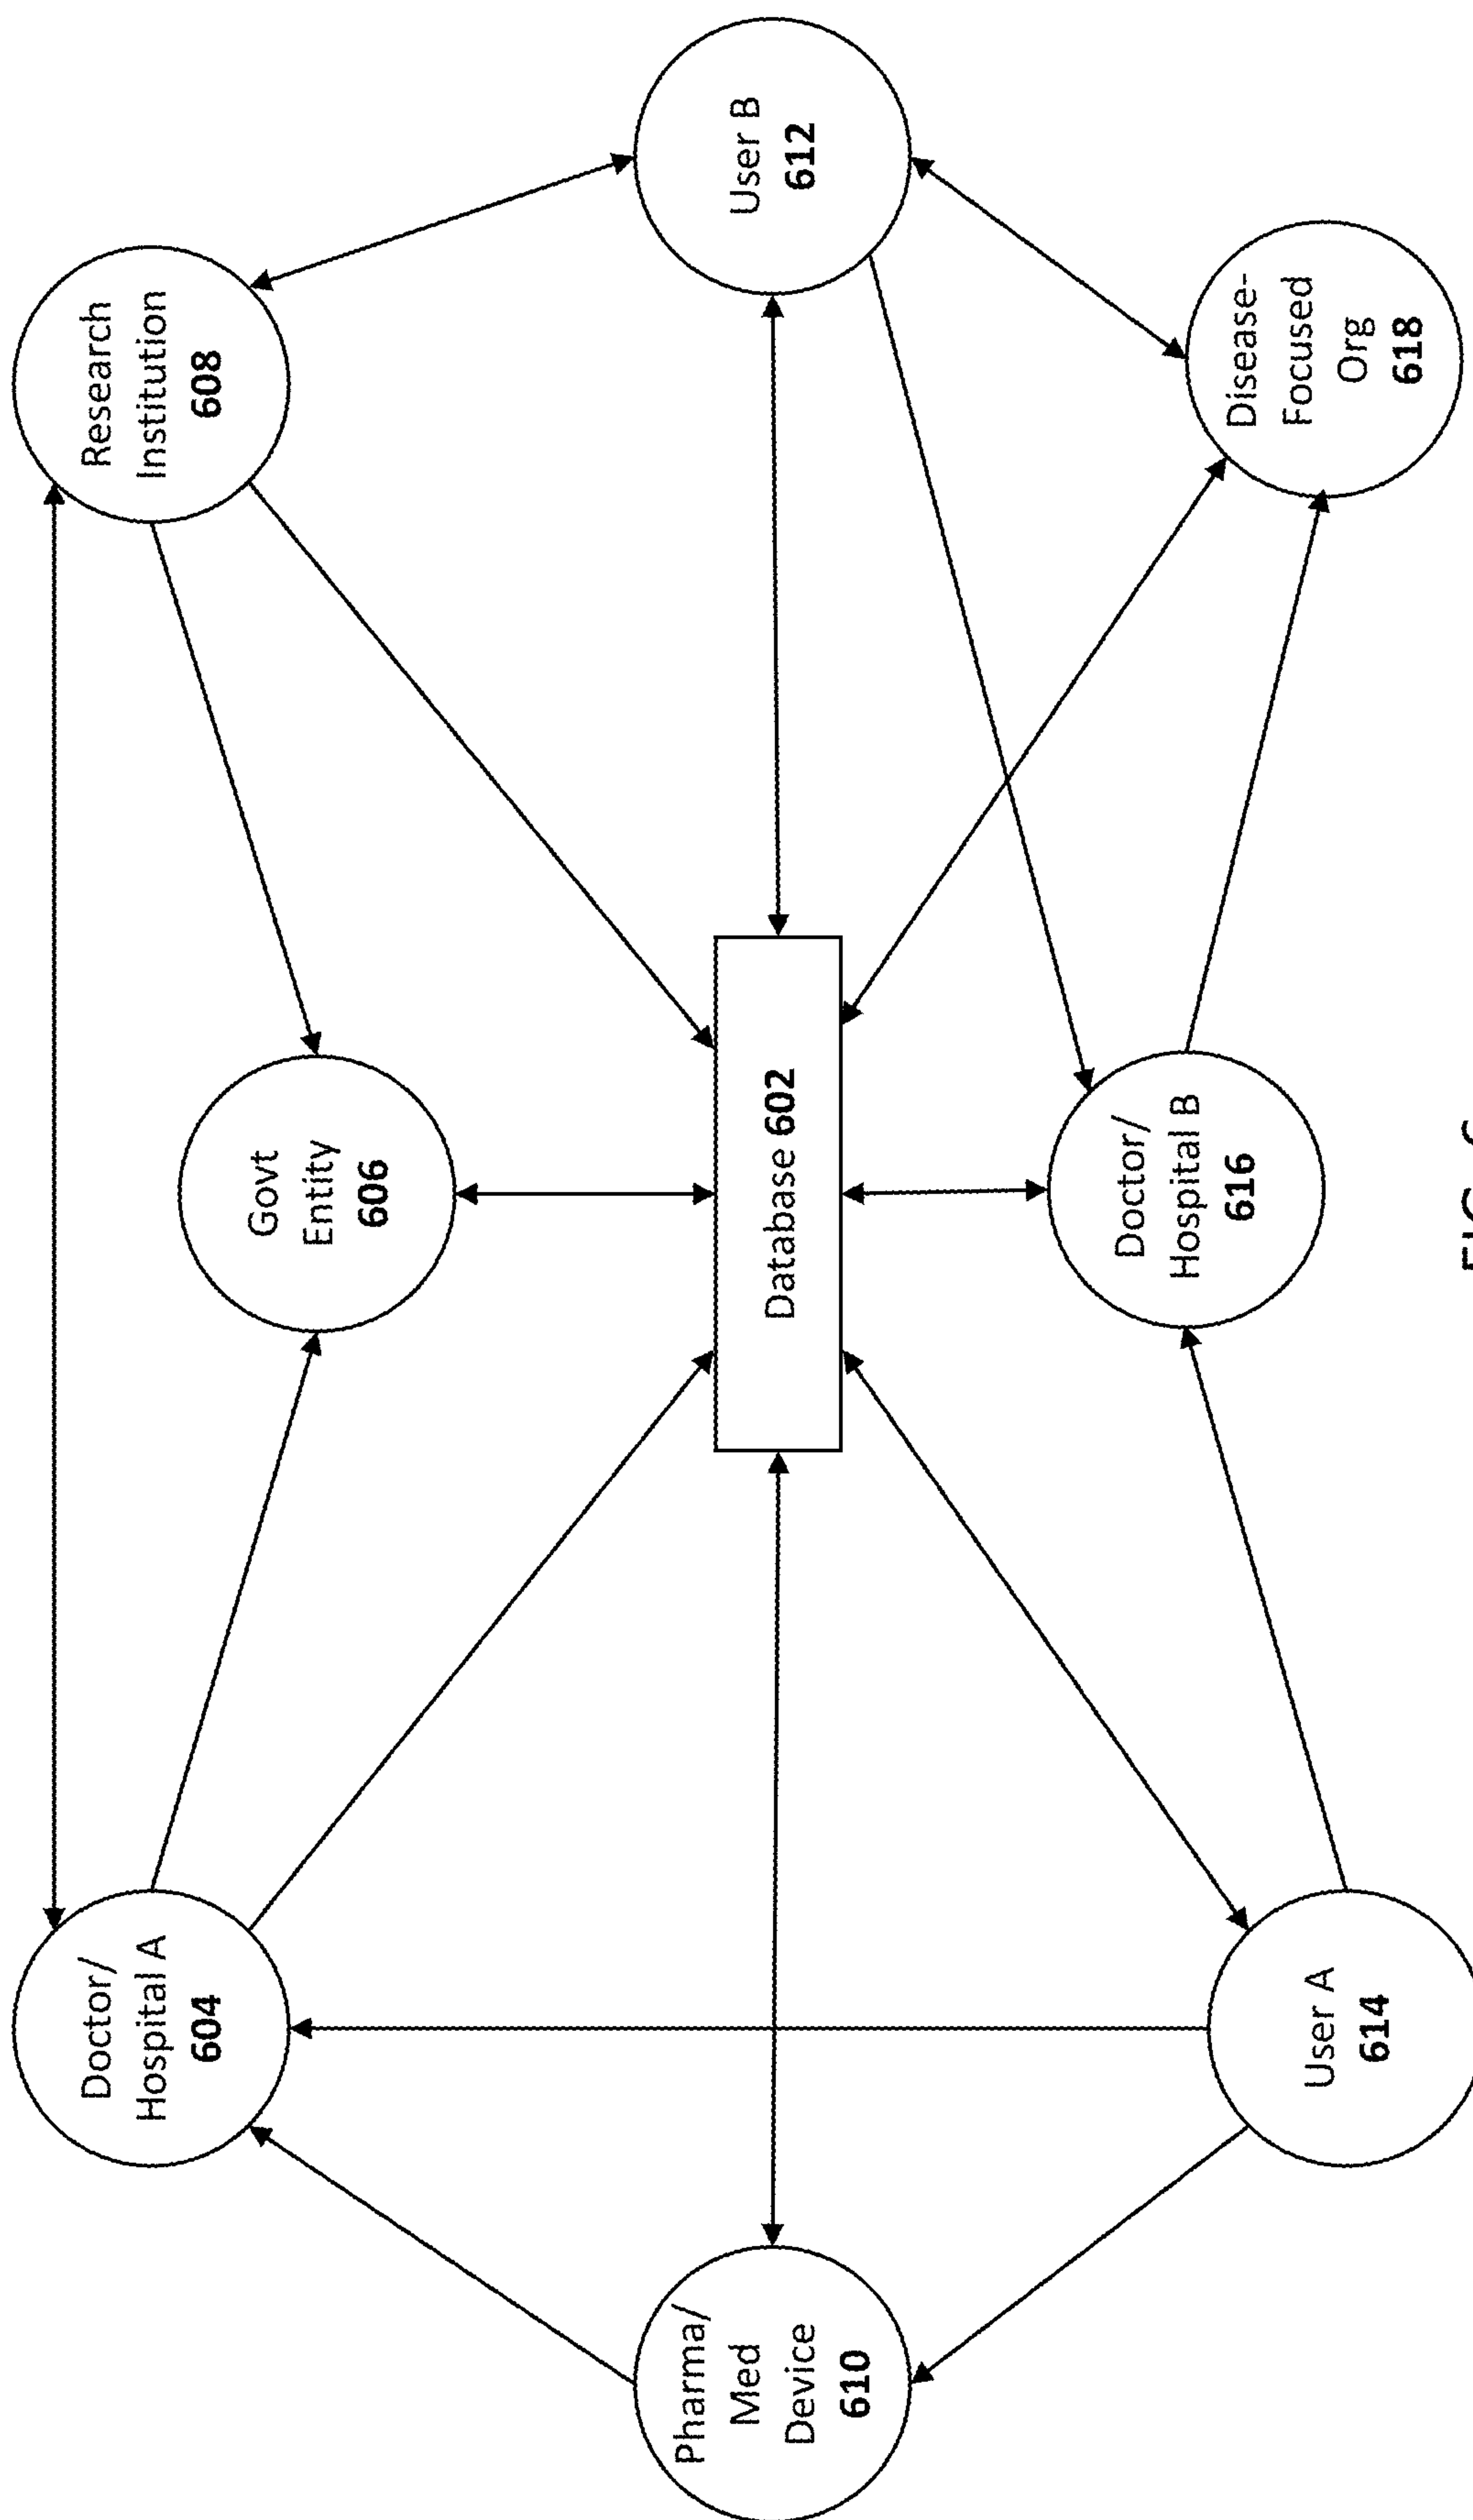 Doctor/
Hospital A
604
Govt
Entity
606
Research
Institution
608
Pharma/
Med
Device
610
Database 602
User B
612
User A
614
Doctor/
Hospital B
616
Disease-
Focused
Org
618